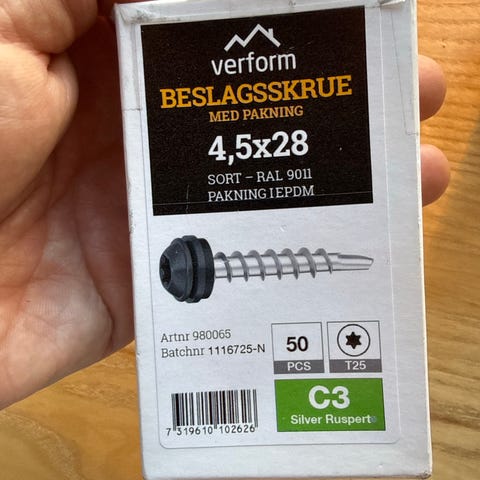 verform
BESLAGSSKRUE
MED PAKNING
4,5x28
SORT – RAL 9011
PAKNING I EPDM
Artnr 980065
Batchnr 1116725-N
50
PCS
T25
C3
Silver Ruspert®
7 319610 102626